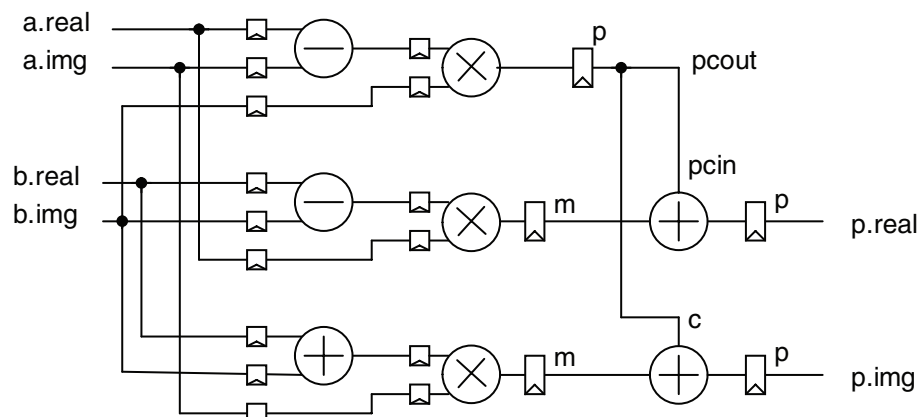 a.real
a.img
p
pcout
b.real
b.img
pcin
m
p
p.real
c
m
p
p.img